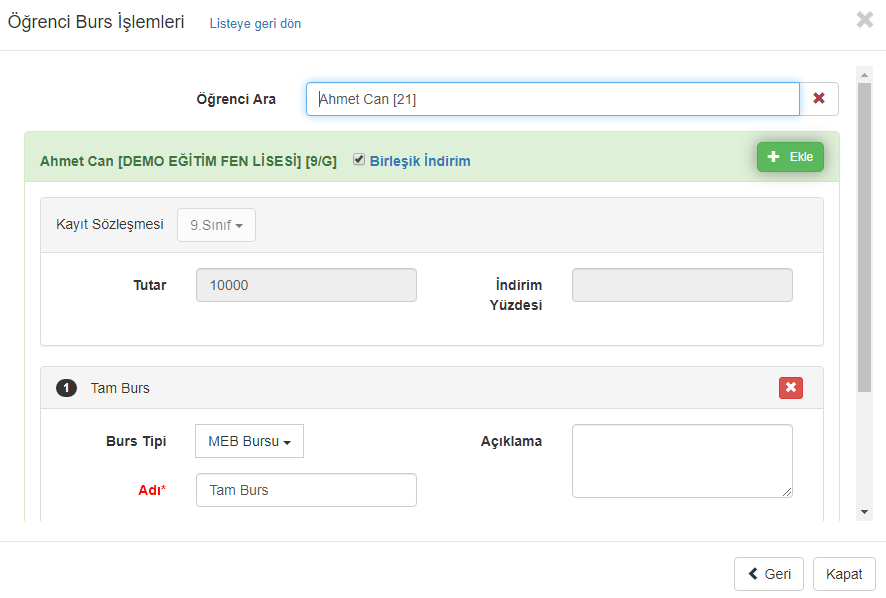 Öğrenci Burs İşlemleri Listeye geri dön
Öğrenci Ara Ahmet Can [21]
Ahmet Can [DEMO EĞİTİM FEN LİSESİ] [9/G] Birleşik İndirim Ekle
Kayıt Sözleşmesi 9.Sınıf
Tutar 10000 İndirim
Yüzdesi
1 Tam Burs
Burs Tipi MEB Bursu Açıklama
Adı* Tam Burs
Geri Kapat